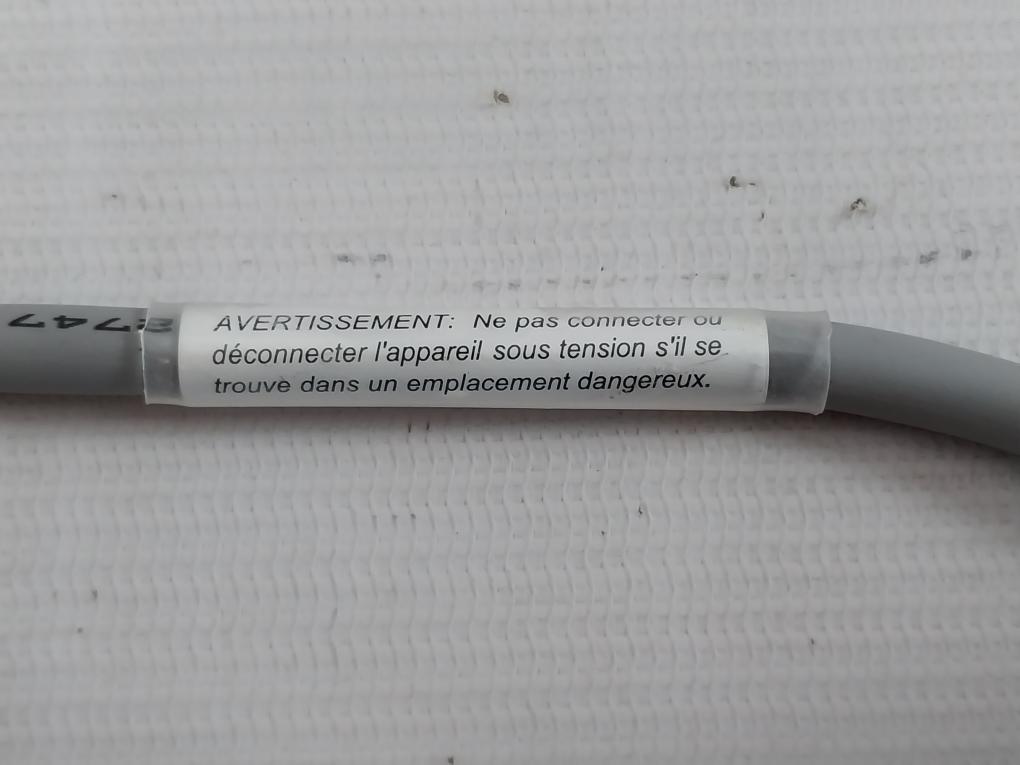 AVERTISSEMENT: Ne pas connecter ou
déconnecter l'appareil sous tension s'il se
trouve dans un emplacement dangereux.